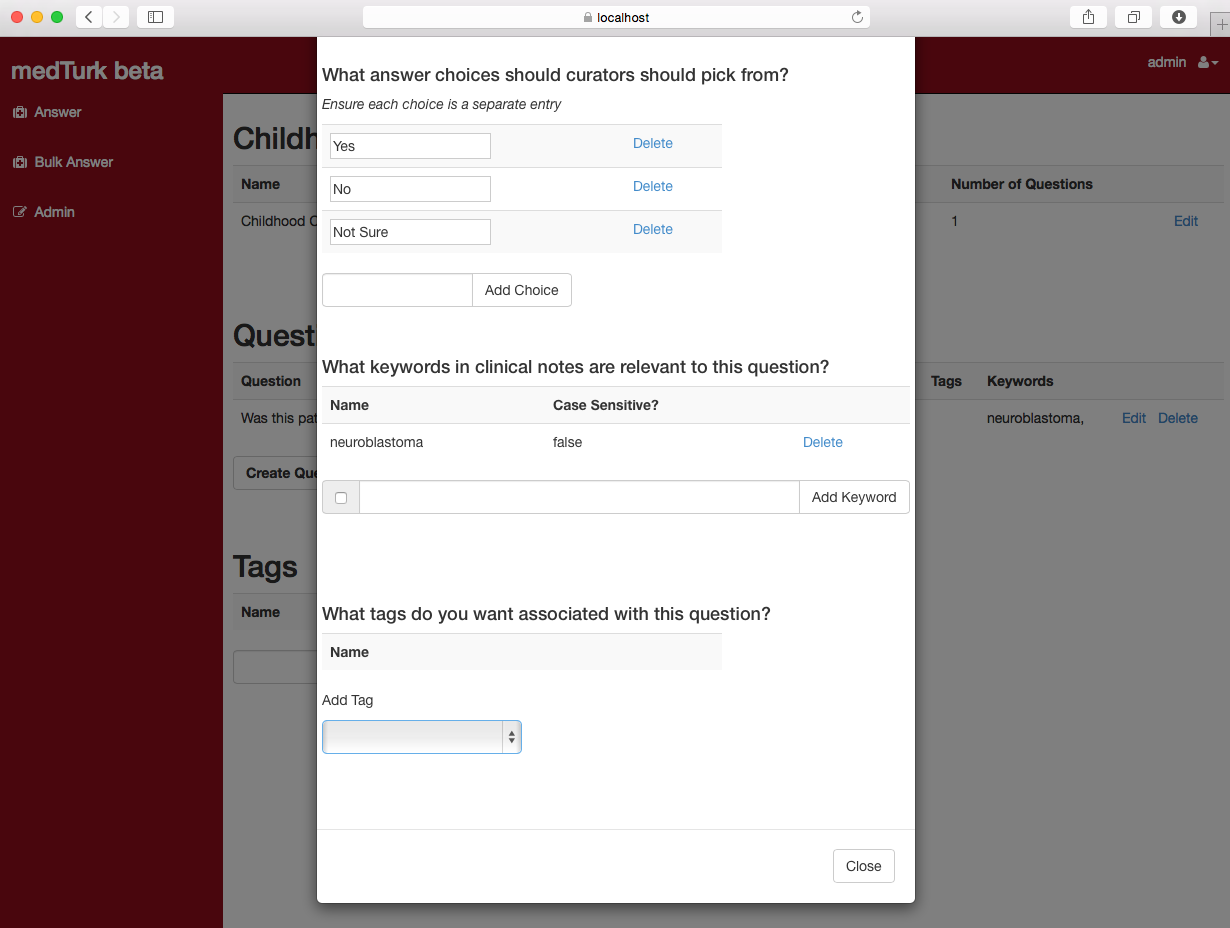 localhost
medTurk beta
admin
Answer
Bulk Answer
Admin
Childh
Name
Number of Questions
Childhood C
1
Edit
Quest
Question
Tags
Keywords
Was this pat
neuroblastoma,
Edit
Delete
Create Que
Tags
Name
What answer choices should curators should pick from?
Ensure each choice is a separate entry
Yes
Delete
No
Delete
Not Sure
Delete
Add Choice
What keywords in clinical notes are relevant to this question?
Name
Case Sensitive?
neuroblastoma
false
Delete
Add Keyword
What tags do you want associated with this question?
Name
Add Tag
Close